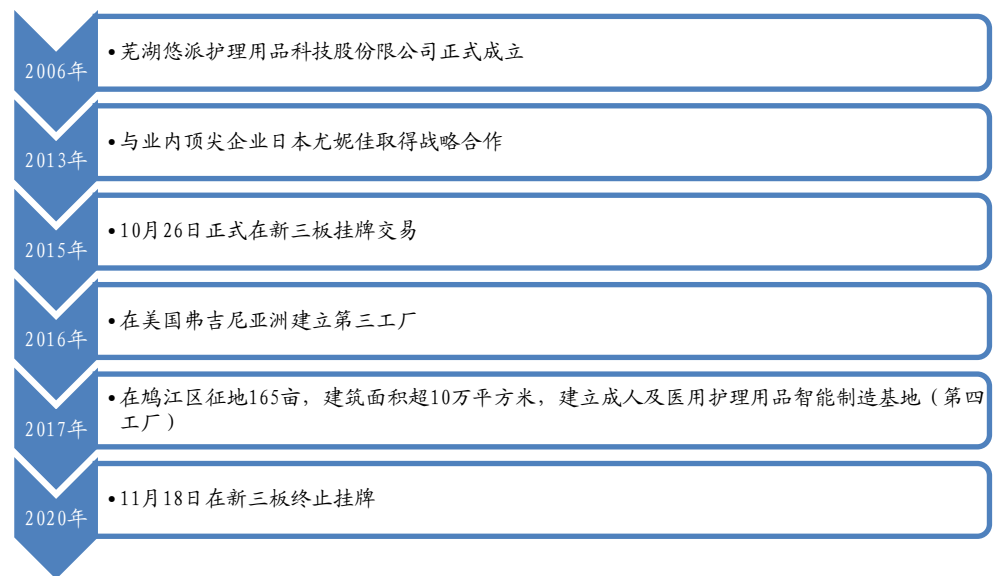 2006年
•芜湖悠派护理用品科技股份限公司正式成立
2013年
•与业内顶尖企业日本尤妮佳取得战略合作
2015年
•10月26日正式在新三板挂牌交易
2016年
•在美国弗吉尼亚洲建立第三工厂
2017年
•在鸠江区征地165亩，建筑面积超10万平方米，建立成人及医用护理用品智能制造基地（第四
工厂）
2020年
•11月18日在新三板终止挂牌